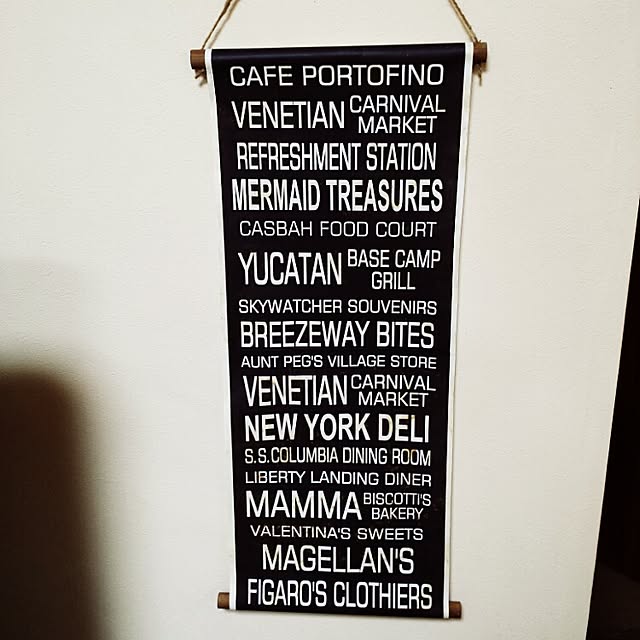 CAFE PORTOFINO
VENETIAN CARNIVAL MARKET
REFRESHMENT STATION
MERMAID TREASURES
CASBAH FOOD COURT
YUCATAN BASE CAMP GRILL
SKYWATCHER SOUVENIRS
BREEZEWAY BITES
AUNT PEG'S VILLAGE STORE
VENETIAN CARNIVAL MARKET
NEW YORK DELI
S.S.COLUMBIA DINING ROOM
LIBERTY LANDING DINER
MAMMA BISCOTTI'S BAKERY
VALENTINA'S SWEETS
MAGELLAN'S
FIGARO'S CLOTHIERS